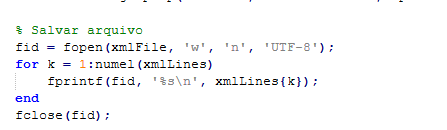 % Salvar arquivo
fid = fopen(xmlFile, 'w', 'n', 'UTF-8');
for k = 1:numel(xmlLines)
    fprintf(fid, '%s\n', xmlLines{k});
end
fclose(fid);